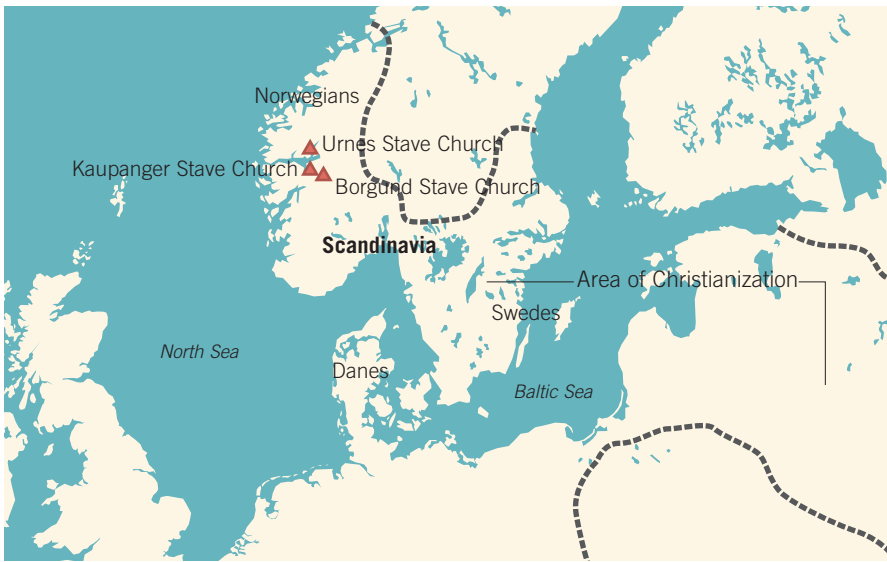 Norwegians
Urnes Stave Church
Kaupanger Stave Church
Borgund Stave Church
Scandinavia
Area of Christianization
Swedes
North Sea
Danes
Baltic Sea